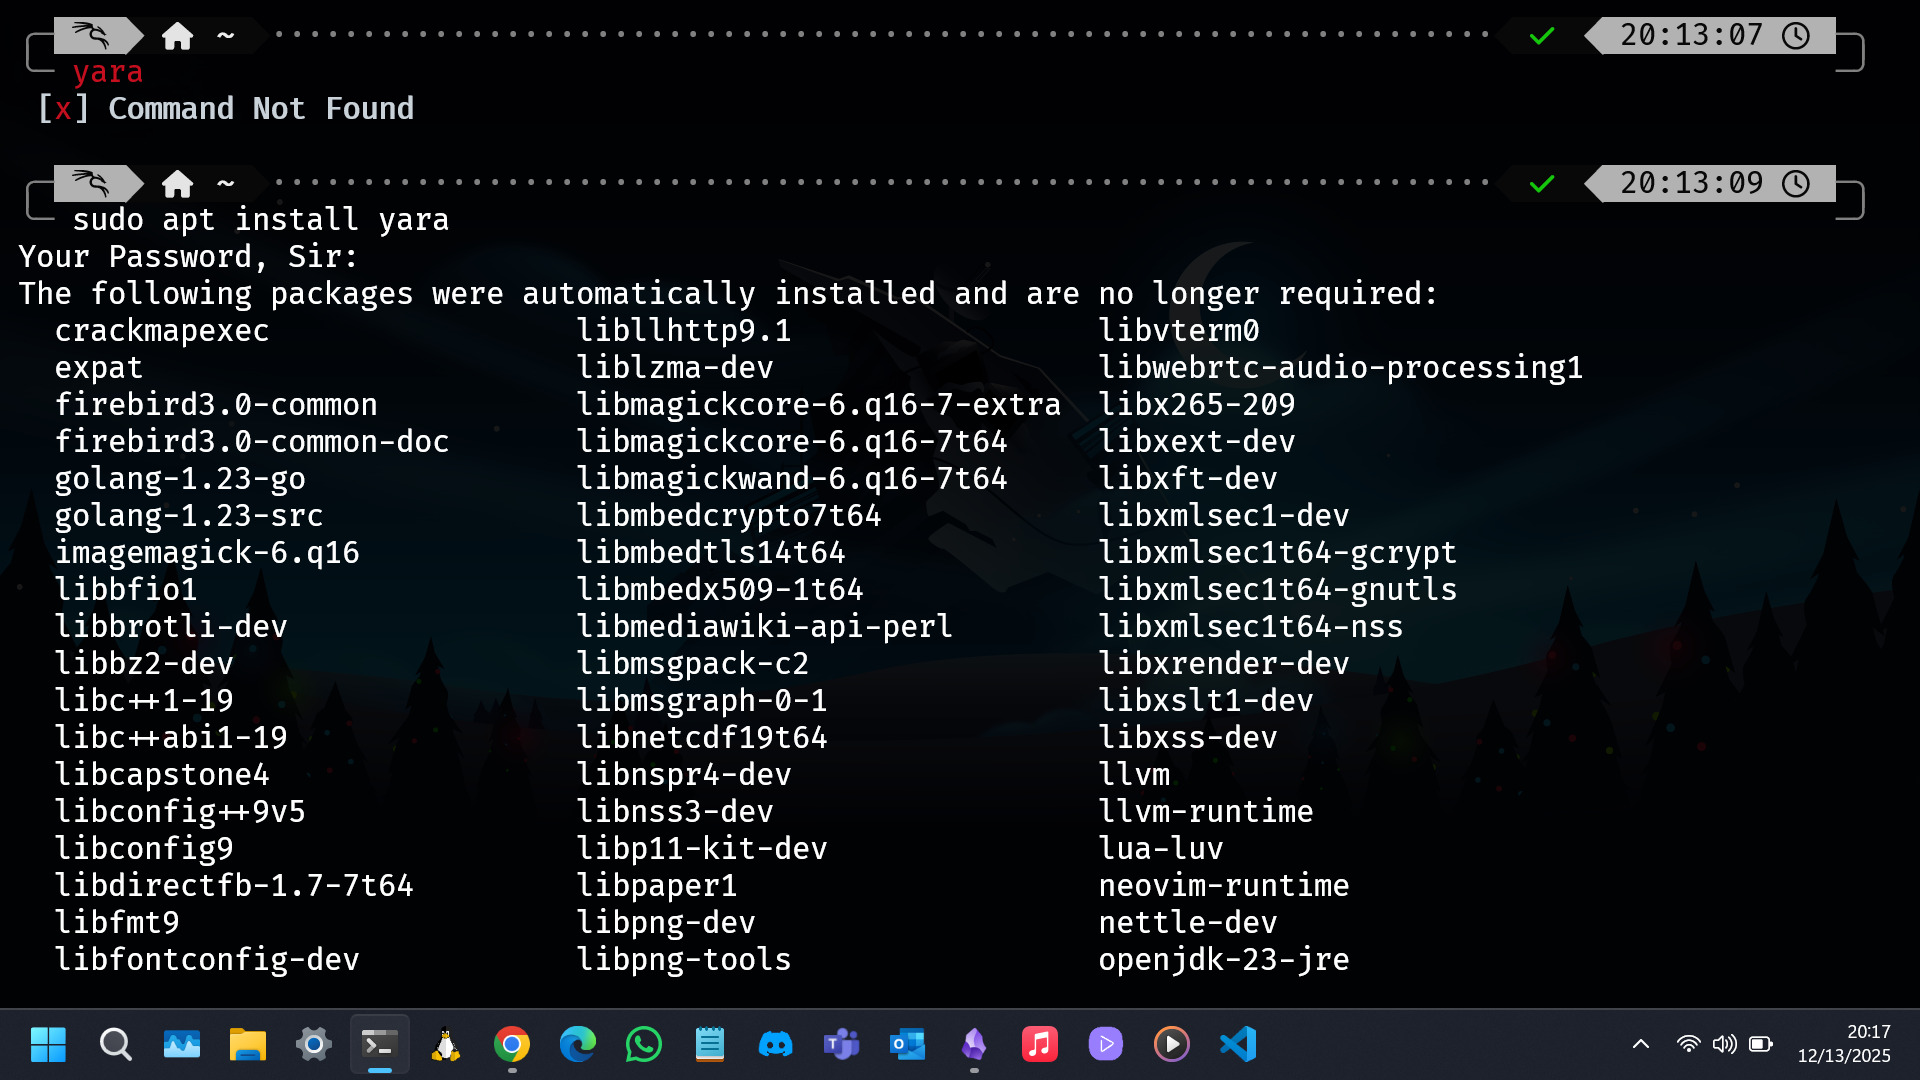 ~ 20:13:07
yara
[x] Command Not Found
~ 20:13:09
sudo apt install yara
Your Password, Sir:
The following packages were automatically installed and are no longer required:
crackmapexec libllhttp9.1 libvterm0
expat liblzma-dev libwebrtc-audio-processing1
firebird3.0-common libmagickcore-6.q16-7-extra libx265-209
firebird3.0-common-doc libmagickcore-6.q16-7t64 libxext-dev
golang-1.23-go libmagickwand-6.q16-7t64 libxft-dev
golang-1.23-src libmbedcrypto7t64 libxmlsec1-dev
imagemagick-6.q16 libmbedtls14t64 libxmlsec1t64-gcrypt
libbfio1 libmbedx509-1t64 libxmlsec1t64-gnutls
libbrotli-dev libmediawiki-api-perl libxmlsec1t64-nss
libbz2-dev libmsgpack-c2 libxrender-dev
libc++1-19 libmsgraph-0-1 libxslt1-dev
libc++abi1-19 libnetcdf19t64 libxss-dev
libcapstone4 libnspr4-dev llvm
libconfig++9v5 libnss3-dev llvm-runtime
libconfig9 libp11-kit-dev lua-luv
libdirectfb-1.7-7t64 libpaper1 neovim-runtime
libfmt9 libpng-dev nettle-dev
libfontconfig-dev libpng-tools openjdk-23-jre
20:17
12/13/2025